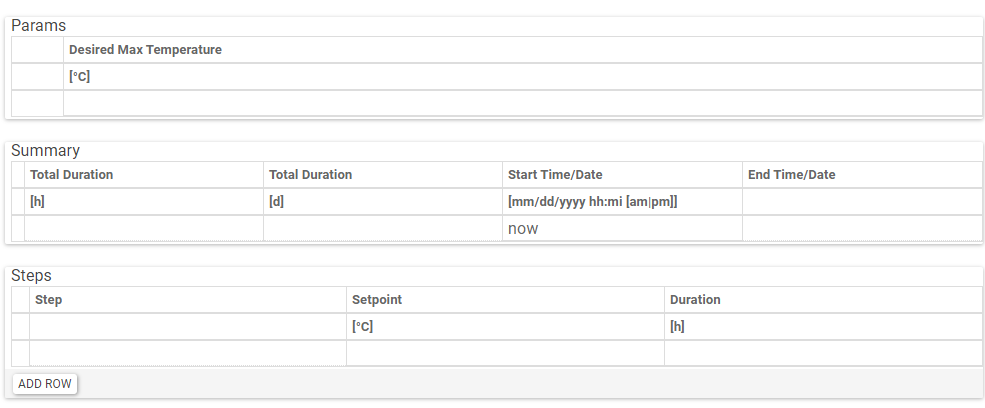 Params
Desired Max Temperature
[°C]
Summary
Total Duration Total Duration Start Time/Date End Time/Date
[h] [d] [mm/dd/yyyy hh:mi [am|pm]]
now
Steps
Step Setpoint Duration
[°C] [h]
ADD ROW